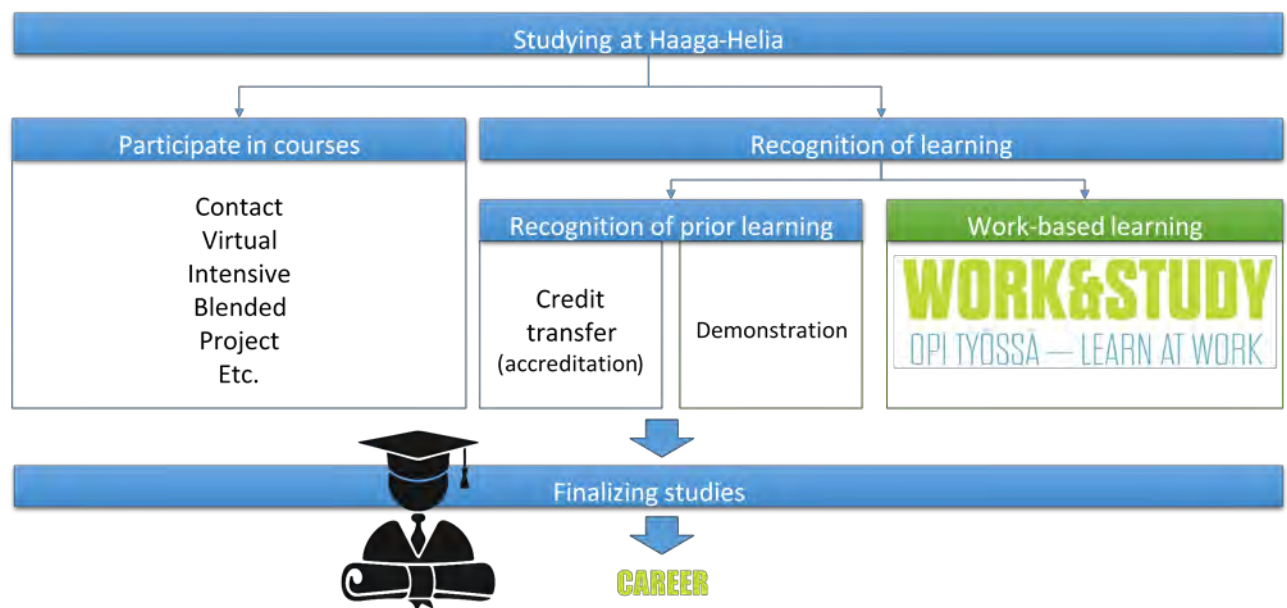 Studying at Haaga-Helia
Participate in courses
Contact
Virtual
Intensive
Blended
Project
Etc.
Recognition of learning
Recognition of prior learning
Credit
transfer
(accreditation)
Demonstration
Work-based learning
WORK&STUDY
OPI TYÖSSÄ — LEARN AT WORK
Finalizing studies
CAREER